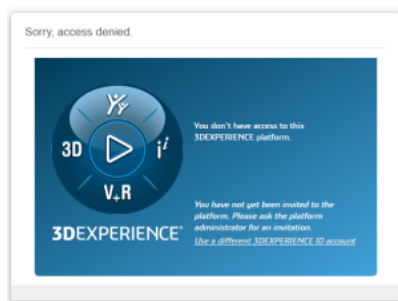 Sorry, access denied.
You don't have access to this
3DEXPERIENCE platform.
3D
V+R
3DEXPERIENCE
You have not yet been invited to the
platform. Please ask the platform
administrator for an invitation.
Use a different 3DEXPERIENCE ID account